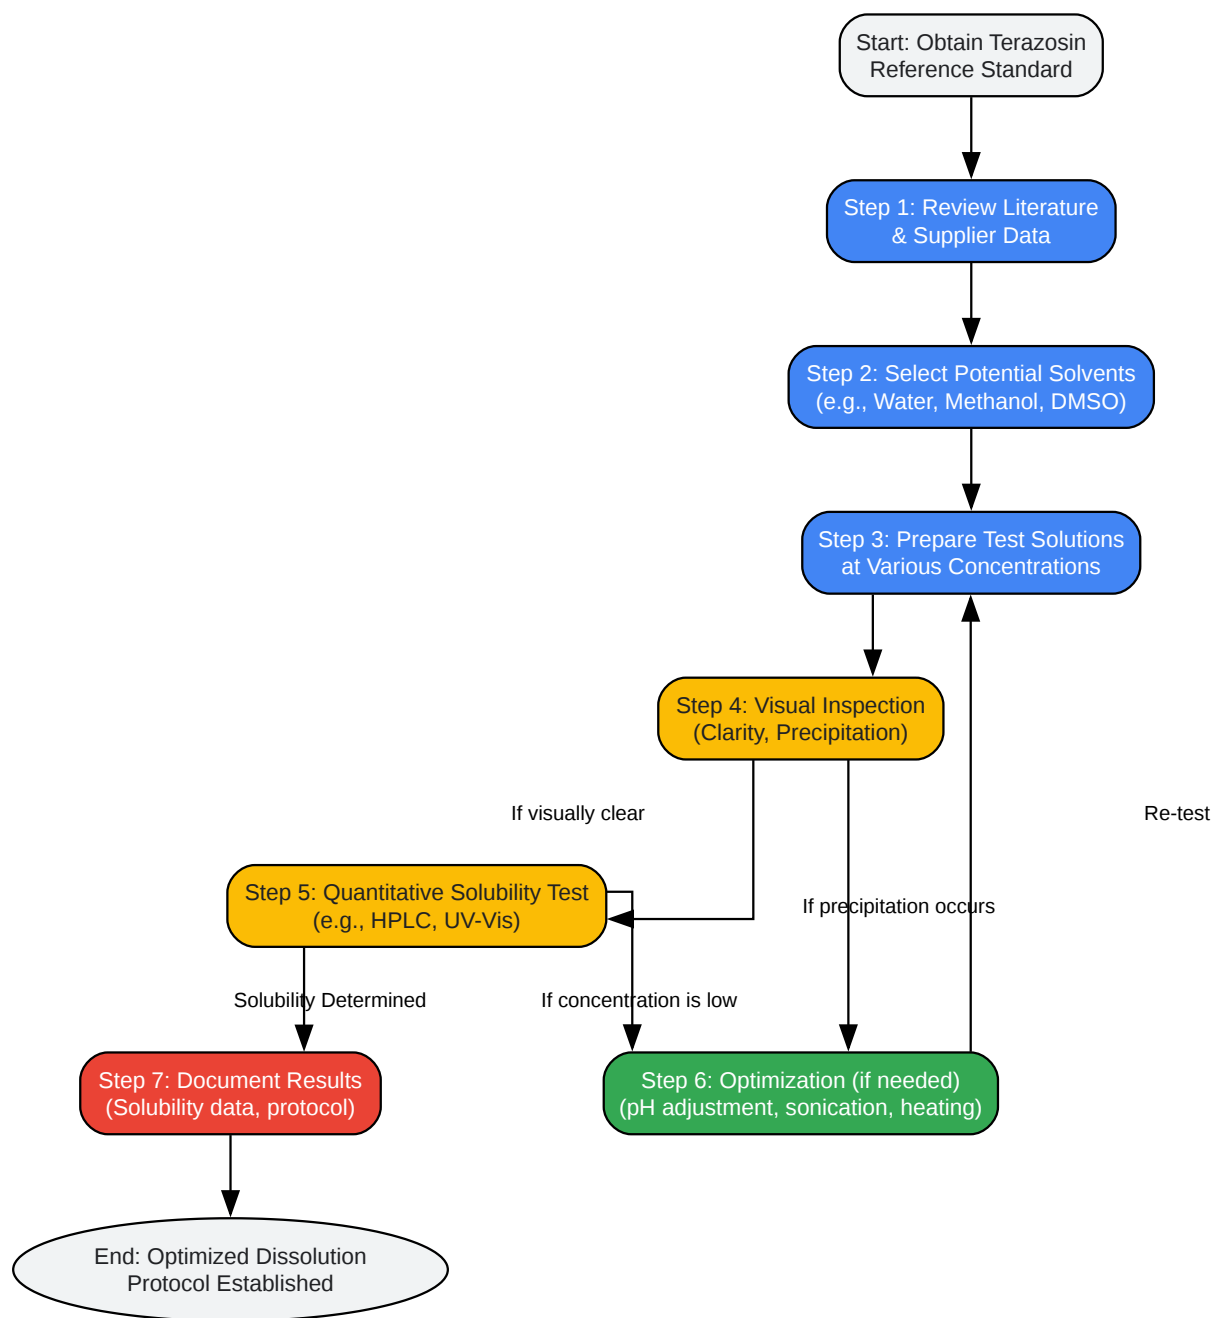 Start: Obtain Terazosin
Reference Standard
Step 1: Review Literature
& Supplier Data
Step 2: Select Potential Solvents
(e.g., Water, Methanol, DMSO)
Step 3: Prepare Test Solutions
at Various Concentrations
Step 4: Visual Inspection
(Clarity, Precipitation)
If visually clear
Re-test
Step 5: Quantitative Solubility Test
(e.g., HPLC, UV-Vis)
If precipitation occurs
Solubility Determined
If concentration is low
Step 7: Document Results
(Solubility data, protocol)
Step 6: Optimization (if needed)
(pH adjustment, sonication, heating)
End: Optimized Dissolution
Protocol Established